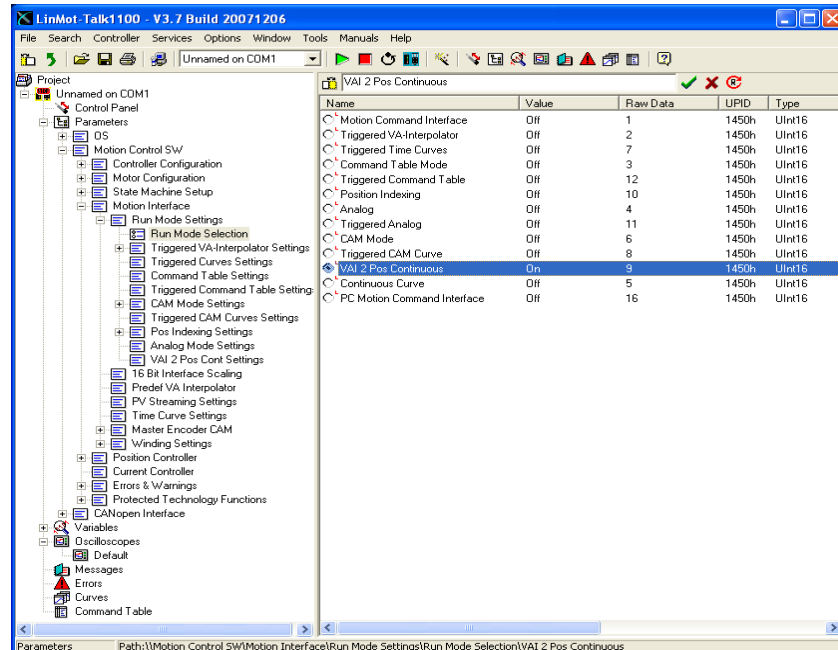 LinMot-Talk1100 - V3.7 Build 20071206
File Search Controller Services Options Window Tools Manuals Help
Unnamed on COM1
Project
Unnamed on COM1
Control Panel
Parameters
OS
Motion Control SW
Controller Configuration
Motor Configuration
State Machine Setup
Motion Interface
Run Mode Settings
Run Mode Selection
Triggered VA-Interpolator Settings
Triggered Curves Settings
Command Table Settings
Triggered Command Table Setting
CAM Mode Settings
Triggered CAM Curves Settings
Pos Indexing Settings
Analog Mode Settings
VAI 2 Pos Cont Settings
16 Bit Interface Scaling
Predef VA Interpolator
PV Streaming Settings
Time Curve Settings
Master Encoder CAM
Winding Settings
Position Controller
Current Controller
Errors & Warnings
Protected Technology Functions
CANopen Interface
Variables
Oscilloscopes
Default
Messages
Errors
Curves
Command Table
VAI 2 Pos Continuous
Name Value Raw Data UPID Type
Motion Command Interface Off 1 1450h UInt16
Triggered VA-Interpolator Off 2 1450h UInt16
Triggered Time Curves Off 7 1450h UInt16
Command Table Mode Off 3 1450h UInt16
Triggered Command Table Off 12 1450h UInt16
Position Indexing Off 10 1450h UInt16
Analog Off 4 1450h UInt16
Triggered Analog Off 11 1450h UInt16
CAM Mode Off 6 1450h UInt16
Triggered CAM Curve Off 8 1450h UInt16
VAI 2 Pos Continuous On 9 1450h UInt16
Continuous Curve Off 5 1450h UInt16
PC Motion Command Interface Off 16 1450h UInt16
Parameters Path:\\Motion Control SW\Motion Interface\Run Mode Settings\Run Mode Selection\VAI 2 Pos Continuous